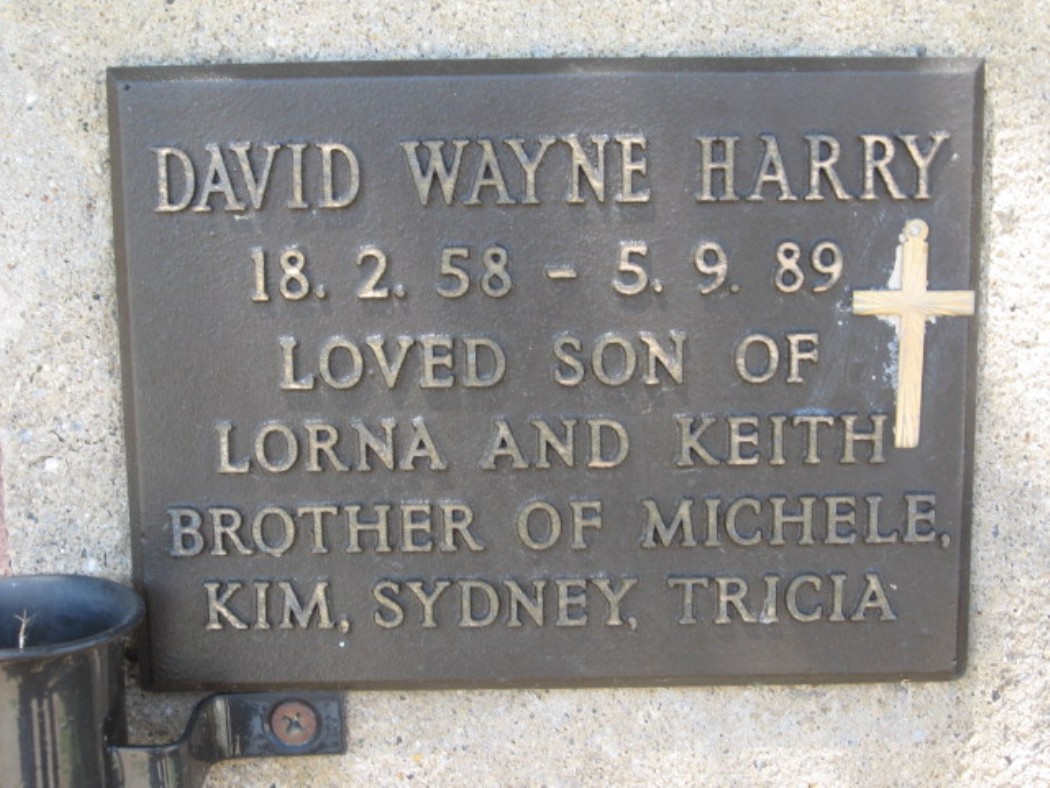 DAVID WAYNE HARRY
18. 2. 58 - 5. 9. 89
LOVED SON OF
LORNA AND KEITH
BROTHER OF MICHELE,
KIM, SYDNEY, TRICIA